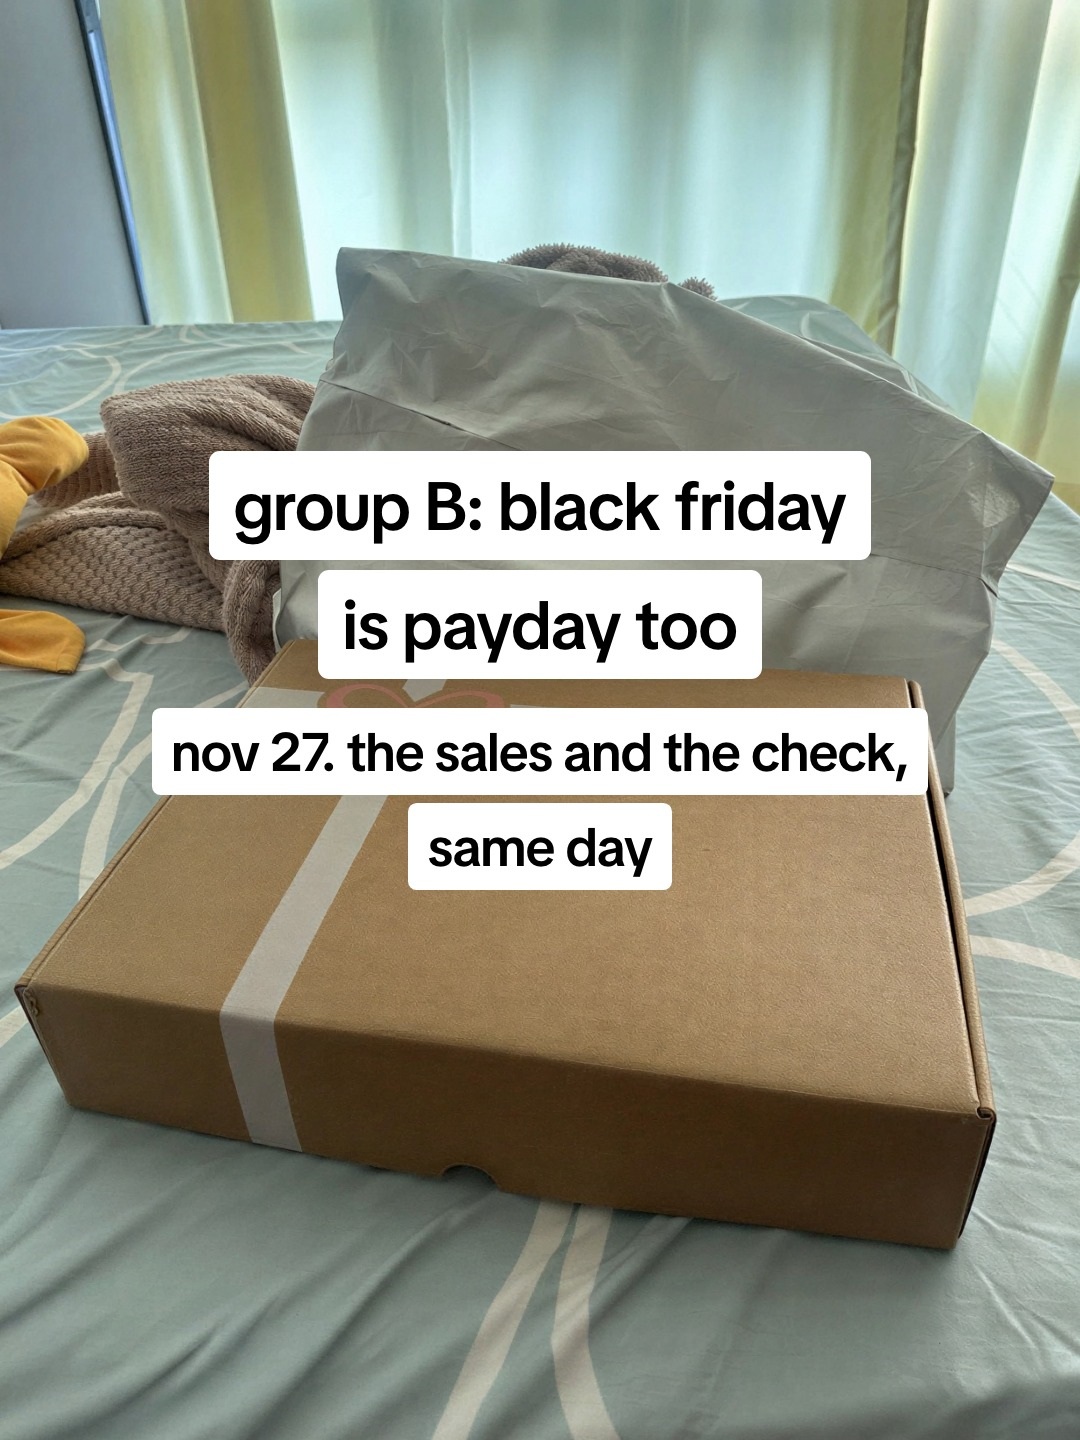 group B: black friday
is payday too
nov 27. the sales and the check,
same day